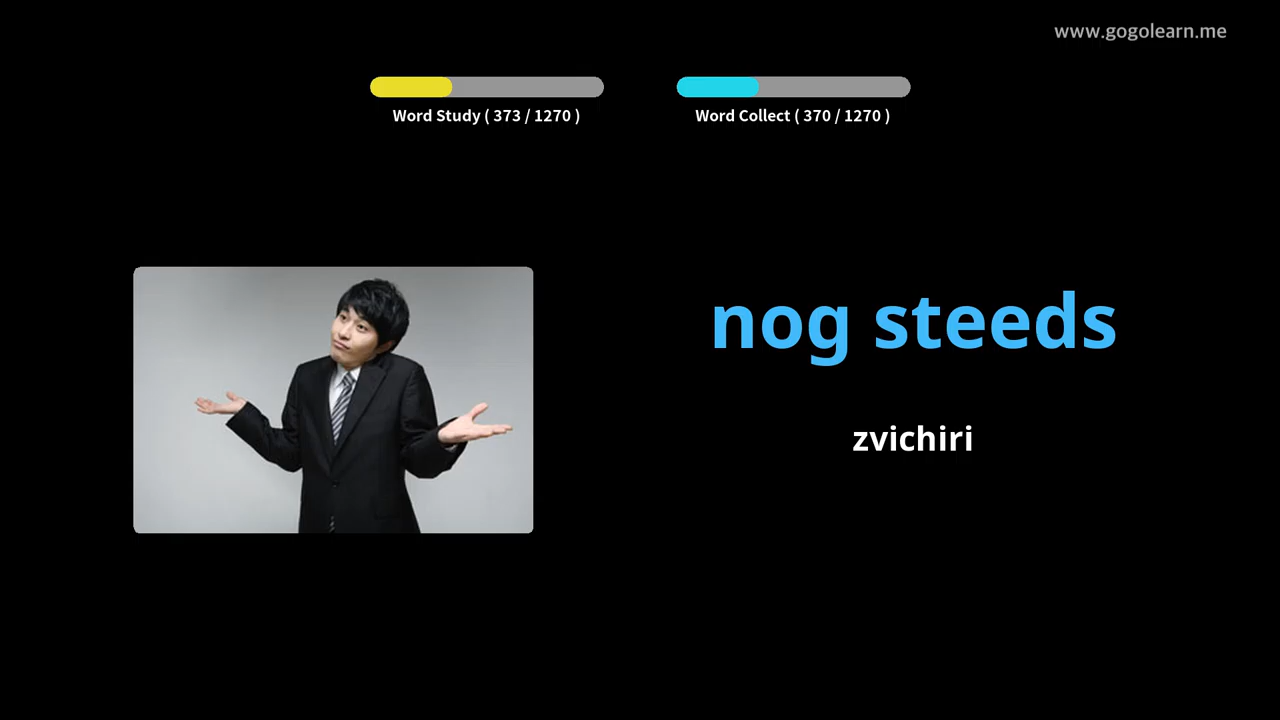 www.gogolearn.me
Word Study ( 373 / 1270 )
Word Collect ( 370 / 1270 )
nog steeds
zvichiri